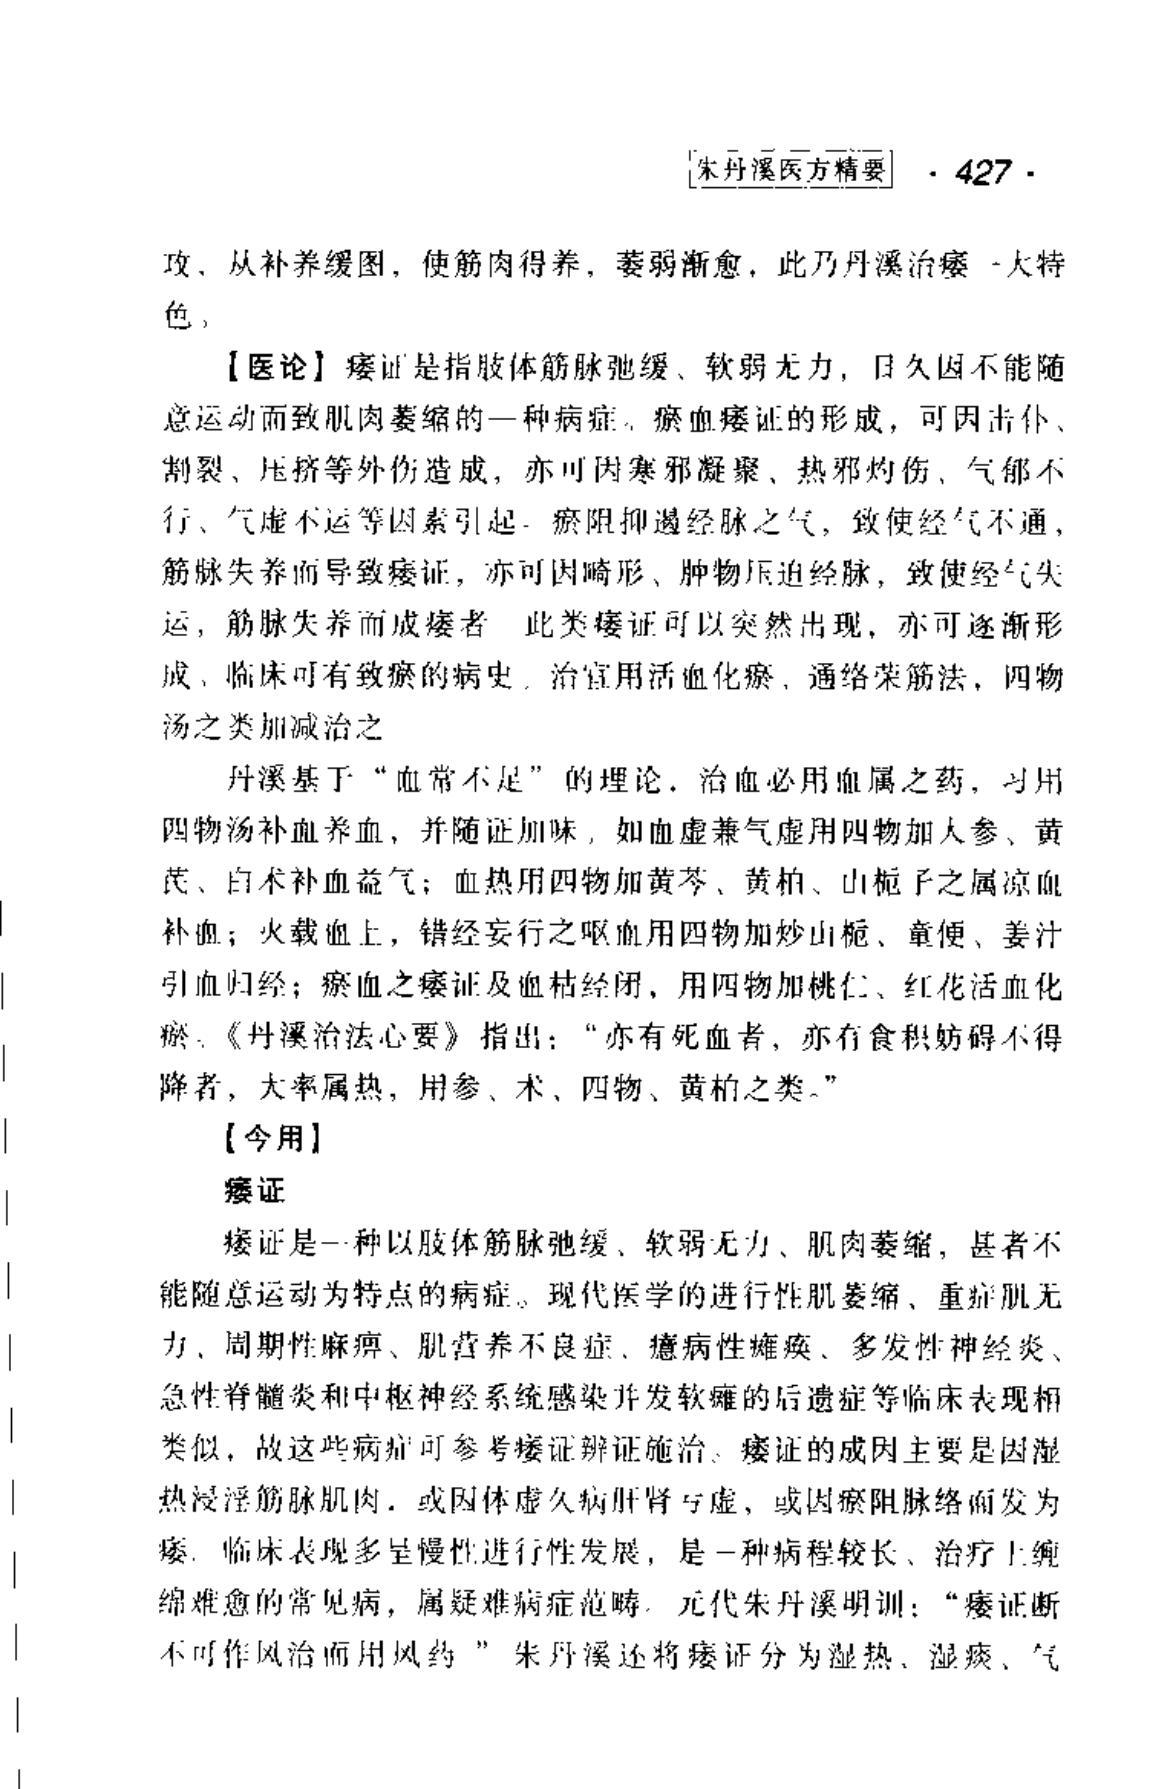 朱丹溪医方精要 · 427 ·
攻、从补养缓图，使筋肉得养，萎弱渐愈，此乃丹溪治痿一大特
色。
【医论】 痿证是指肢体筋脉弛缓、软弱无力，日久因不能随
意运动而致肌肉萎缩的一种病症。瘀血痿证的形成，可因击仆、
割裂、压挤等外伤造成，亦可因寒邪凝聚、热邪灼伤、气郁不
行、气虚不运等因素引起。瘀阻抑遏经脉之气，致使经气不通，
筋脉失养而导致痿证，亦可因畸形、肿物压迫经脉，致使经气失
运，筋脉失养而成痿者 此类痿证可以突然出现，亦可逐渐形
成、临床可有致瘀的病史。治宜用活血化瘀、通络荣筋法，四物
汤之类加减治之
丹溪基于“血常不足”的理论，治血必用血属之药，习用
四物汤补血养血，并随证加味，如血虚兼气虚用四物加人参、黄
芪、白术补血益气；血热用四物加黄芩、黄柏、山栀子之属凉血
补血；火载血上，错经妄行之呕血用四物加炒山栀、童便、姜汁
引血归经；瘀血之痿证及血枯经闭，用四物加桃仁、红花活血化
瘀。《丹溪治法心要》指出：“亦有死血者，亦有食积妨碍不得
降者，大率属热，用参、术、四物、黄柏之类。”
【今用】
痿证
痿证是一种以肢体筋脉弛缓、软弱无力、肌肉萎缩，甚者不
能随意运动为特点的病症。现代医学的进行性肌萎缩、重症肌无
力、周期性麻痹、肌营养不良症、癔病性瘫痪、多发性神经炎、
急性脊髓炎和中枢神经系统感染并发软瘫的后遗症等临床表现相
类似，故这些病症可参考痿证辨证施治。痿证的成因主要是因湿
热浸淫筋脉肌肉，或因体虚久病肝肾亏虚，或因瘀阻脉络而发为
痿。临床表现多呈慢性进行性发展，是一种病程较长、治疗上缠
绵难愈的常见病，属疑难病症范畴。元代朱丹溪明训：“痿证断
不可作风治而用风药”朱丹溪还将痿证分为湿热、湿痰、气